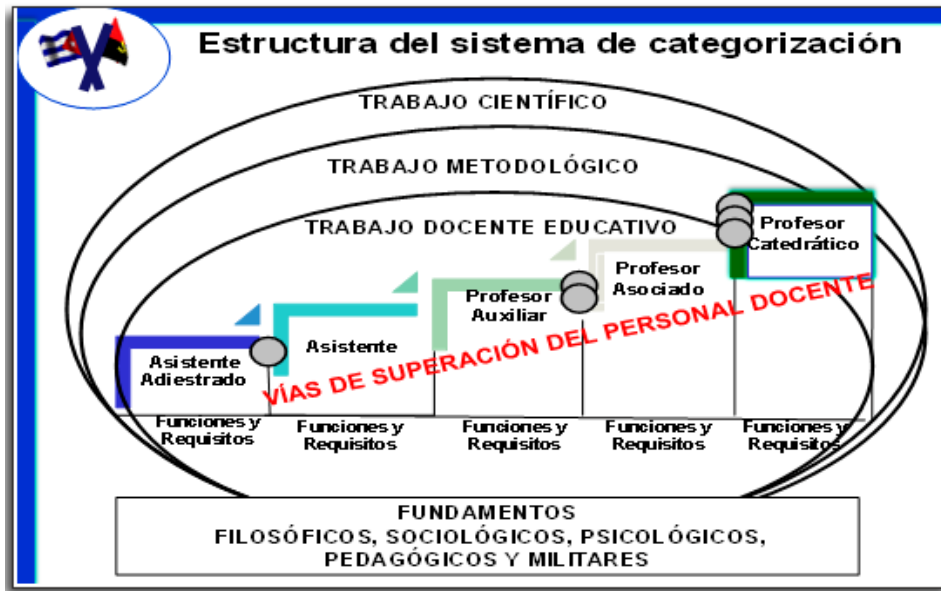 Estructura del sistema de categorización
TRABAJO CIENTÍFICO
TRABAJO METODOLÓGICO
TRABAJO DOCENTE EDUCATIVO
Asistente
Adiestrado
Asistente
Profesor
Auxiliar
Profesor
Asociado
Profesor
Catedrático
VÍAS DE SUPERACIÓN DEL PERSONAL DOCENTE
Funciones y
Requisitos
Funciones y
Requisitos
Funciones y
Requisitos
Funciones y
Requisitos
Funciones y
Requisitos
FUNDAMENTOS
FILOSÓFICOS, SOCIOLÓGICOS, PSICOLÓGICOS,
PEDAGÓGICOS Y MILITARES